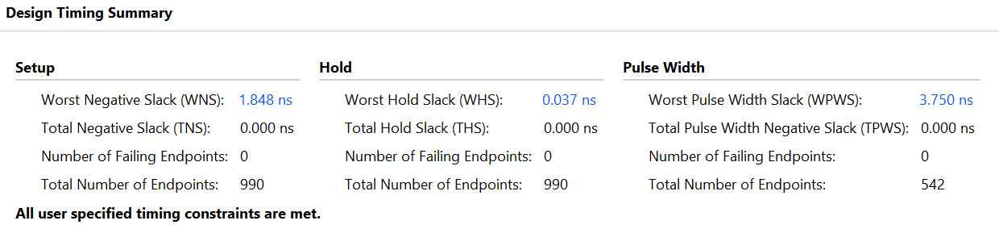 Design Timing Summary
Setup
Worst Negative Slack (WNS): 1.848 ns
Total Negative Slack (TNS): 0.000 ns
Number of Failing Endpoints: 0
Total Number of Endpoints: 990
Hold
Worst Hold Slack (WHS): 0.037 ns
Total Hold Slack (THS): 0.000 ns
Number of Failing Endpoints: 0
Total Number of Endpoints: 990
Pulse Width
Worst Pulse Width Slack (WPWS): 3.750 ns
Total Pulse Width Negative Slack (TPWS): 0.000 ns
Number of Failing Endpoints: 0
Total Number of Endpoints: 542
All user specified timing constraints are met.